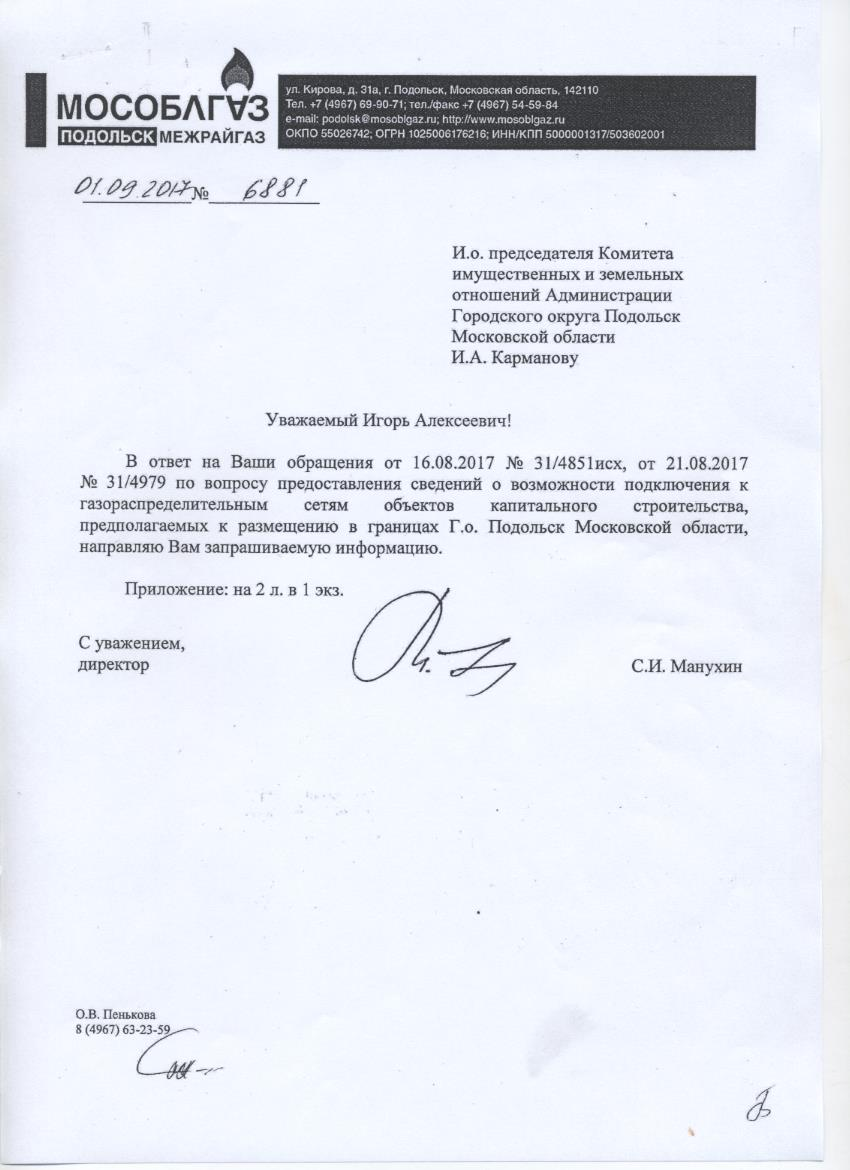 МОСОБЛГАЗ
ПОДОЛЬСК МЕЖРАЙГАЗ
ул. Кирова, д. 31а, г. Подольск, Московская область, 142110
Тел. +7 (4967) 69-90-71; тел./факс +7 (4967) 54-59-84
e-mail: podolsk@mosoblgaz.ru; http://www.mosoblgaz.ru
ОКПО 55026742; ОГРН 1025006176216; ИНН/КПП 5000001317/503602001
01.09.2017 № 6881
И.о. председателя Комитета
имущественных и земельных
отношений Администрации
Городского округа Подольск
Московской области
И.А. Карманову
Уважаемый Игорь Алексеевич!
В ответ на Ваши обращения от 16.08.2017 № 31/4851исх, от 21.08.2017
№ 31/4979 по вопросу предоставления сведений о возможности подключения к
газораспределительным сетям объектов капитального строительства,
предполагаемых к размещению в границах Г.о. Подольск Московской области,
направляю Вам запрашиваемую информацию.
Приложение: на 2 л. в 1 экз.
С уважением,
директор
С.И. Манухин
О.В. Пенькова
8 (4967) 63-23-59